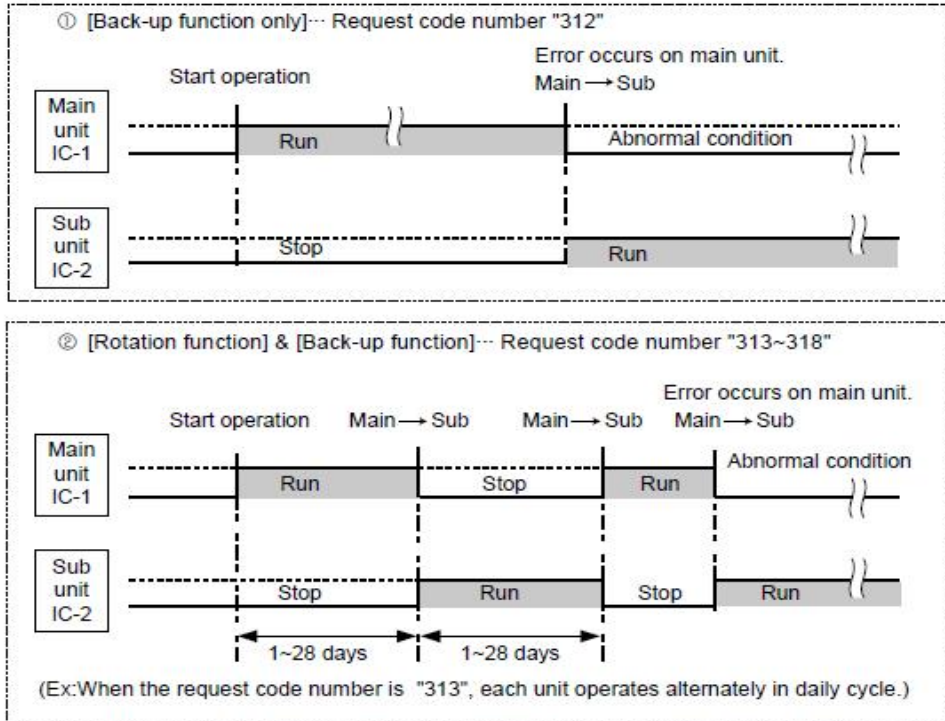 ① [Back-up function only]··· Request code number "312"
Error occurs on main unit.
Start operation
Main → Sub
Main
unit
IC-1
Run
Abnormal condition
Sub
unit
IC-2
Stop
Run
② [Rotation function] & [Back-up function]··· Request code number "313~318"
Error occurs on main unit.
Start operation
Main → Sub
Main → Sub
Main → Sub
Main
unit
IC-1
Run
Stop
Run
Abnormal condition
Sub
unit
IC-2
Stop
Run
Stop
Run
1~28 days
1~28 days
(Ex:When the request code number is "313", each unit operates alternately in daily cycle.)